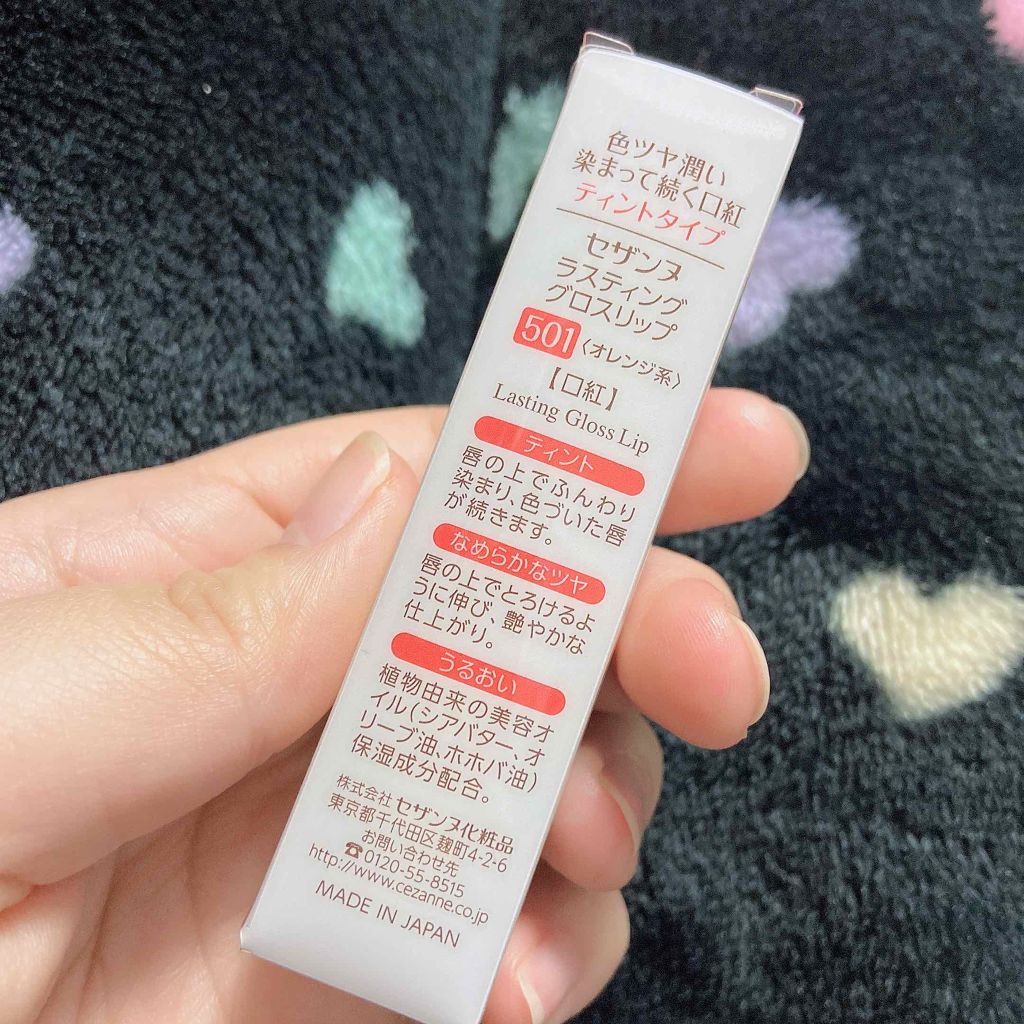 色ツヤ潤い
染まって続く口紅
ティントタイプ
セザンヌ
ラスティング
グロスリップ
501 〈オレンジ系〉
【口紅】
Lasting Gloss Lip
ティント
唇の上でふんわり
染まり、色づいた唇
が続きます。
なめらかなツヤ
唇の上でとろけるよ
うに伸び、艶やかな
仕上がり。
うるおい
植物由来の美容オ
イル(シアバター、オ
リーブ油、ホホバ油)
保湿成分配合。
株式会社 セザンヌ化粧品
東京都千代田区麹町4-2-6
お問い合わせ先
☎0120-55-8515
http://www.cezanne.co.jp
MADE IN JAPAN